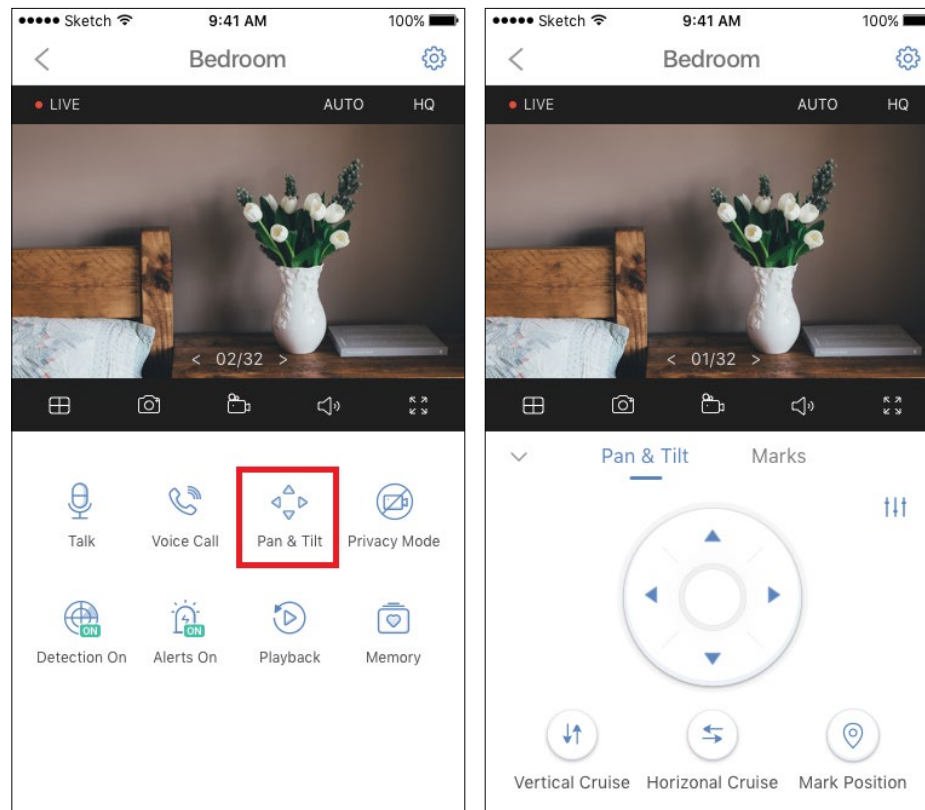 Sketch 9:41 AM 100%
Bedroom
LIVE AUTO HQ
< 02/32 >
Talk Voice Call Pan & Tilt Privacy Mode
ON ON
Detection On Alerts On Playback Memory
Sketch 9:41 AM 100%
Bedroom
LIVE AUTO HQ
< 01/32 >
Pan & Tilt Marks
Vertical Cruise Horizonal Cruise Mark Position